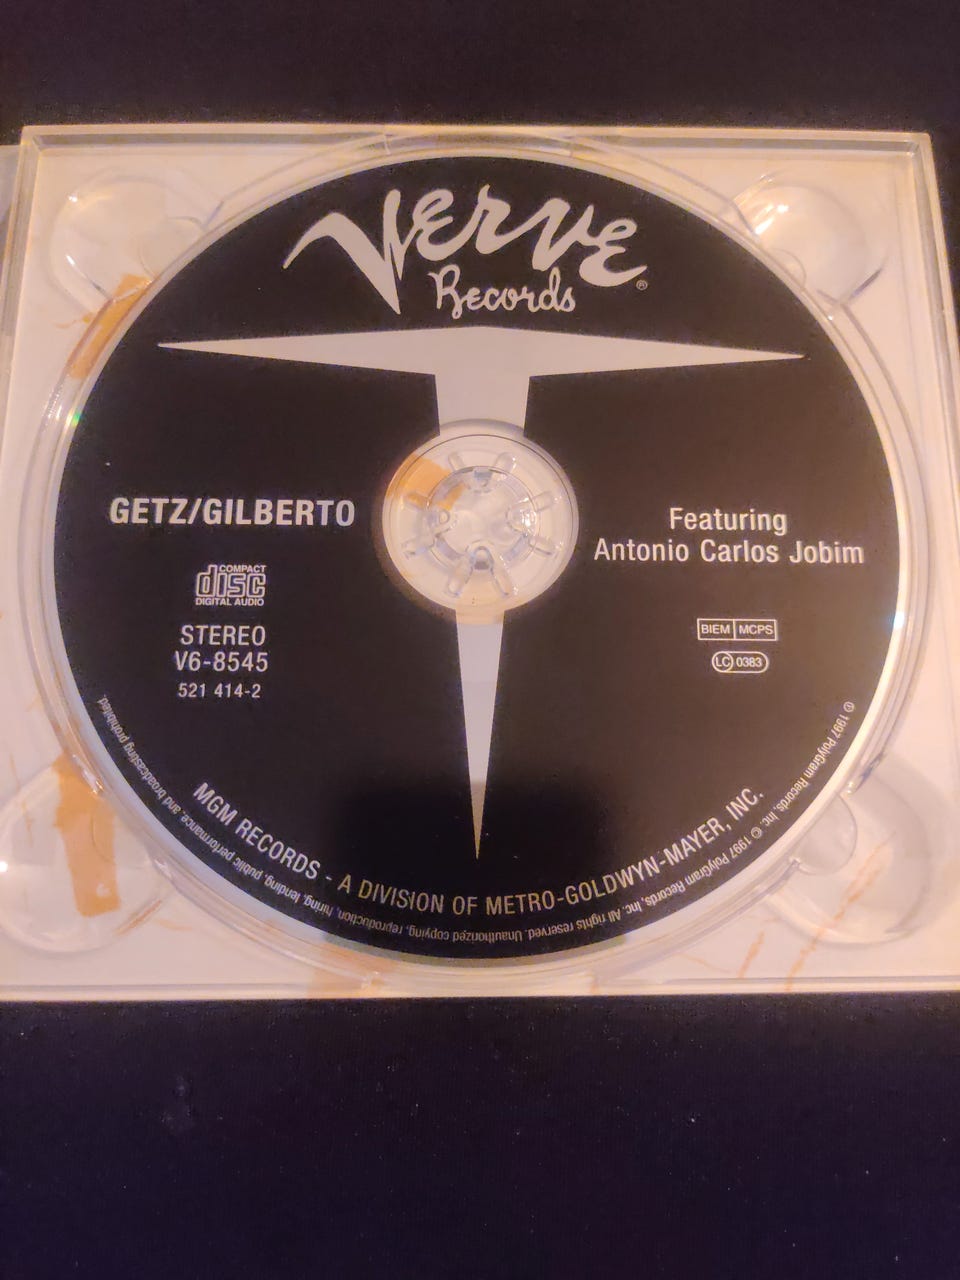 Verve
Records
®
GETZ/GILBERTO
COMPACT
disc
DIGITAL AUDIO
STEREO
V6-8545
521 414-2
Featuring
Antonio Carlos Jobim
BIEM MCPS
LC 0383
MGM RECORDS - A DIVISION OF METRO-GOLDWYN-MAYER, INC.
℗ 1997 PolyGram Records, Inc. © 1997 PolyGram Records, Inc. All rights reserved. Unauthorized copying, reproduction, hiring, lending, public performance, and broadcasting prohibited.